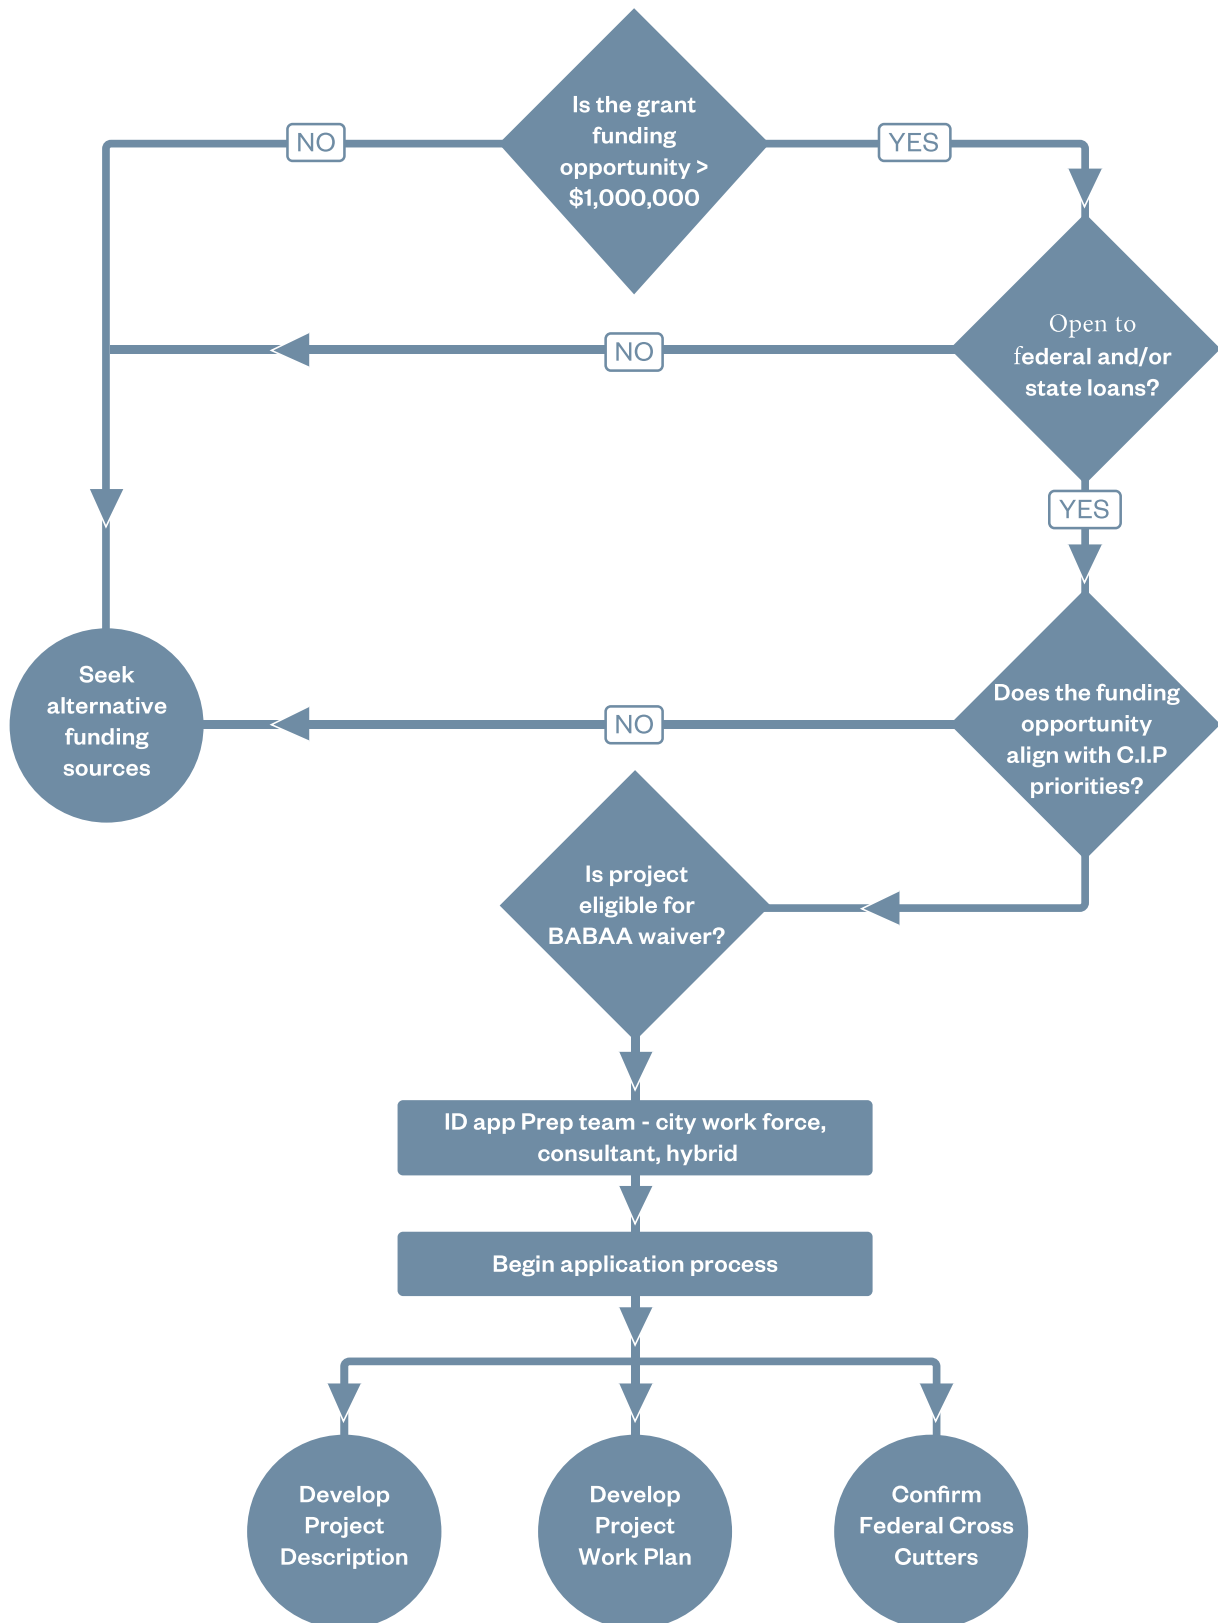 Is the grant
funding
opportunity >
$1,000,000
NO
YES
Open to
federal and/or
state loans?
NO
YES
Seek
alternative
funding
sources
NO
Does the funding
opportunity
align with C.I.P
priorities?
Is project
eligible for
BABAA waiver?
ID app Prep team - city work force,
consultant, hybrid
Begin application process
Develop
Project
Description
Develop
Project
Work Plan
Confirm
Federal Cross
Cutters